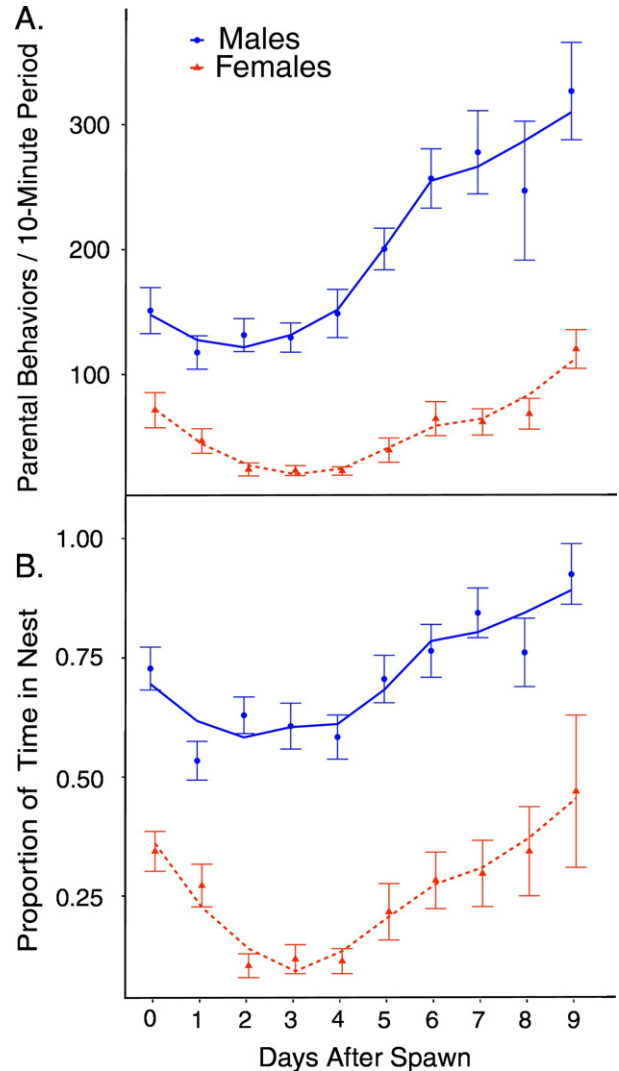 A.
Males
Females
Parental Behaviors / 10-Minute Period
300
200
100
B.
Proportion of Time in Nest
1.00
0.75
0.50
0.25
0 1 2 3 4 5 6 7 8 9
Days After Spawn